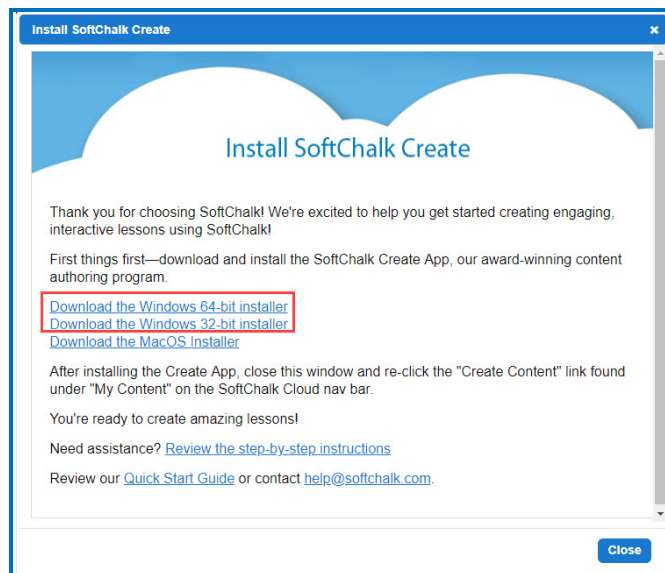 Install SoftChalk Create
Install SoftChalk Create
Thank you for choosing SoftChalk! We're excited to help you get started creating engaging,
interactive lessons using SoftChalk!
First things first—download and install the SoftChalk Create App, our award-winning content
authoring program.
Download the Windows 64-bit installer
Download the Windows 32-bit installer
Download the MacOS Installer
After installing the Create App, close this window and re-click the "Create Content" link found
under "My Content" on the SoftChalk Cloud nav bar.
You're ready to create amazing lessons!
Need assistance? Review the step-by-step instructions
Review our Quick Start Guide or contact help@softchalk.com.
Close